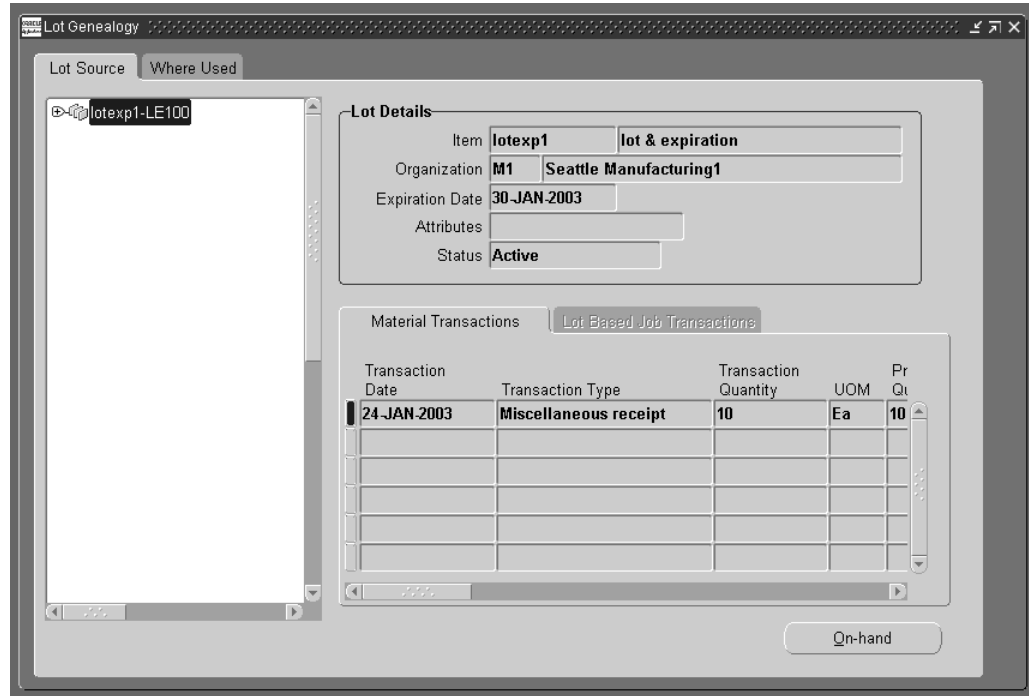 Lot Genealogy
Lot Source Where Used
lotexp1-LE100
Lot Details
Item lotexp1 lot & expiration
Organization M1 Seattle Manufacturing1
Expiration Date 30-JAN-2003
Attributes
Status Active
Material Transactions Lot Based Job Transactions
Transaction Date Transaction Type Transaction Quantity UOM Pr Qu
24-JAN-2003 Miscellaneous receipt 10 Ea 10
On-hand